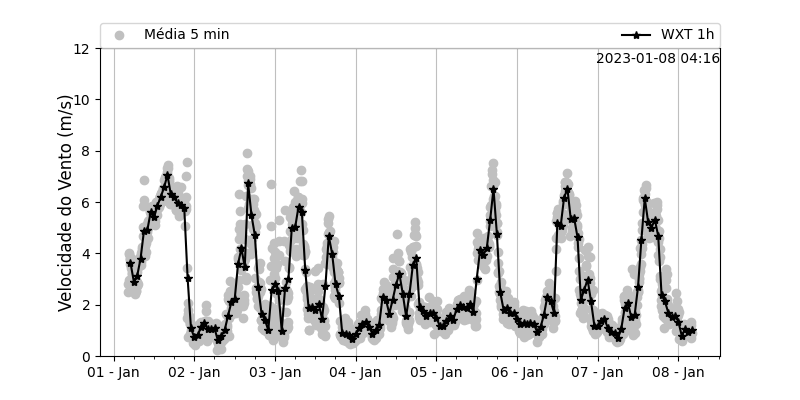 Média 5 min
WXT 1h
2023-01-08 04:16
Velocidade do Vento (m/s)
12
10
8
6
4
2
0
01 - Jan
02 - Jan
03 - Jan
04 - Jan
05 - Jan
06 - Jan
07 - Jan
08 - Jan